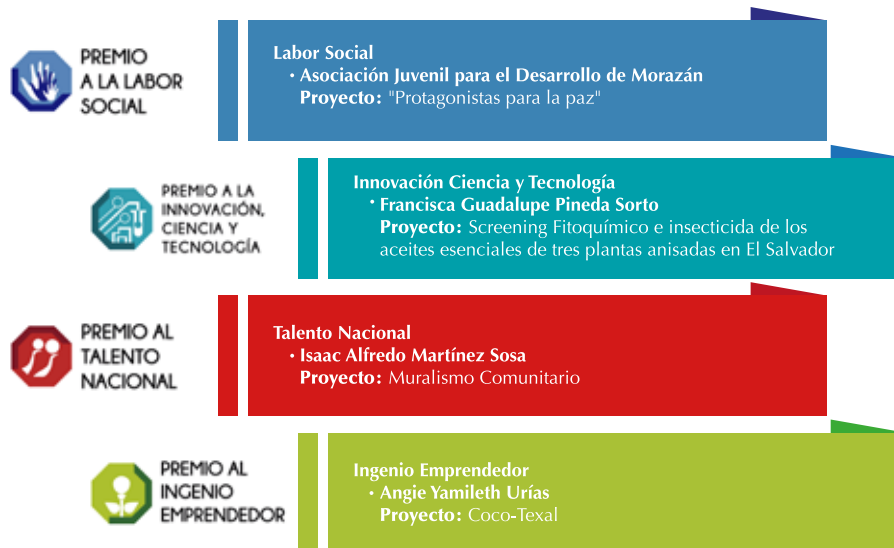 PREMIO
A LA LABOR
SOCIAL
Labor Social
· Asociación Juvenil para el Desarrollo de Morazán
Proyecto: "Protagonistas para la paz"
PREMIO A LA
INNOVACIÓN,
CIENCIA Y
TECNOLOGÍA
Innovación Ciencia y Tecnología
· Francisca Guadalupe Pineda Sorto
Proyecto: Screening Fitoquímico e insecticida de los
aceites esenciales de tres plantas anisadas en El Salvador
PREMIO AL
TALENTO
NACIONAL
Talento Nacional
· Isaac Alfredo Martínez Sosa
Proyecto: Muralismo Comunitario
PREMIO AL
INGENIO
EMPRENDEDOR
Ingenio Emprendedor
· Angie Yamileth Urías
Proyecto: Coco-Texal